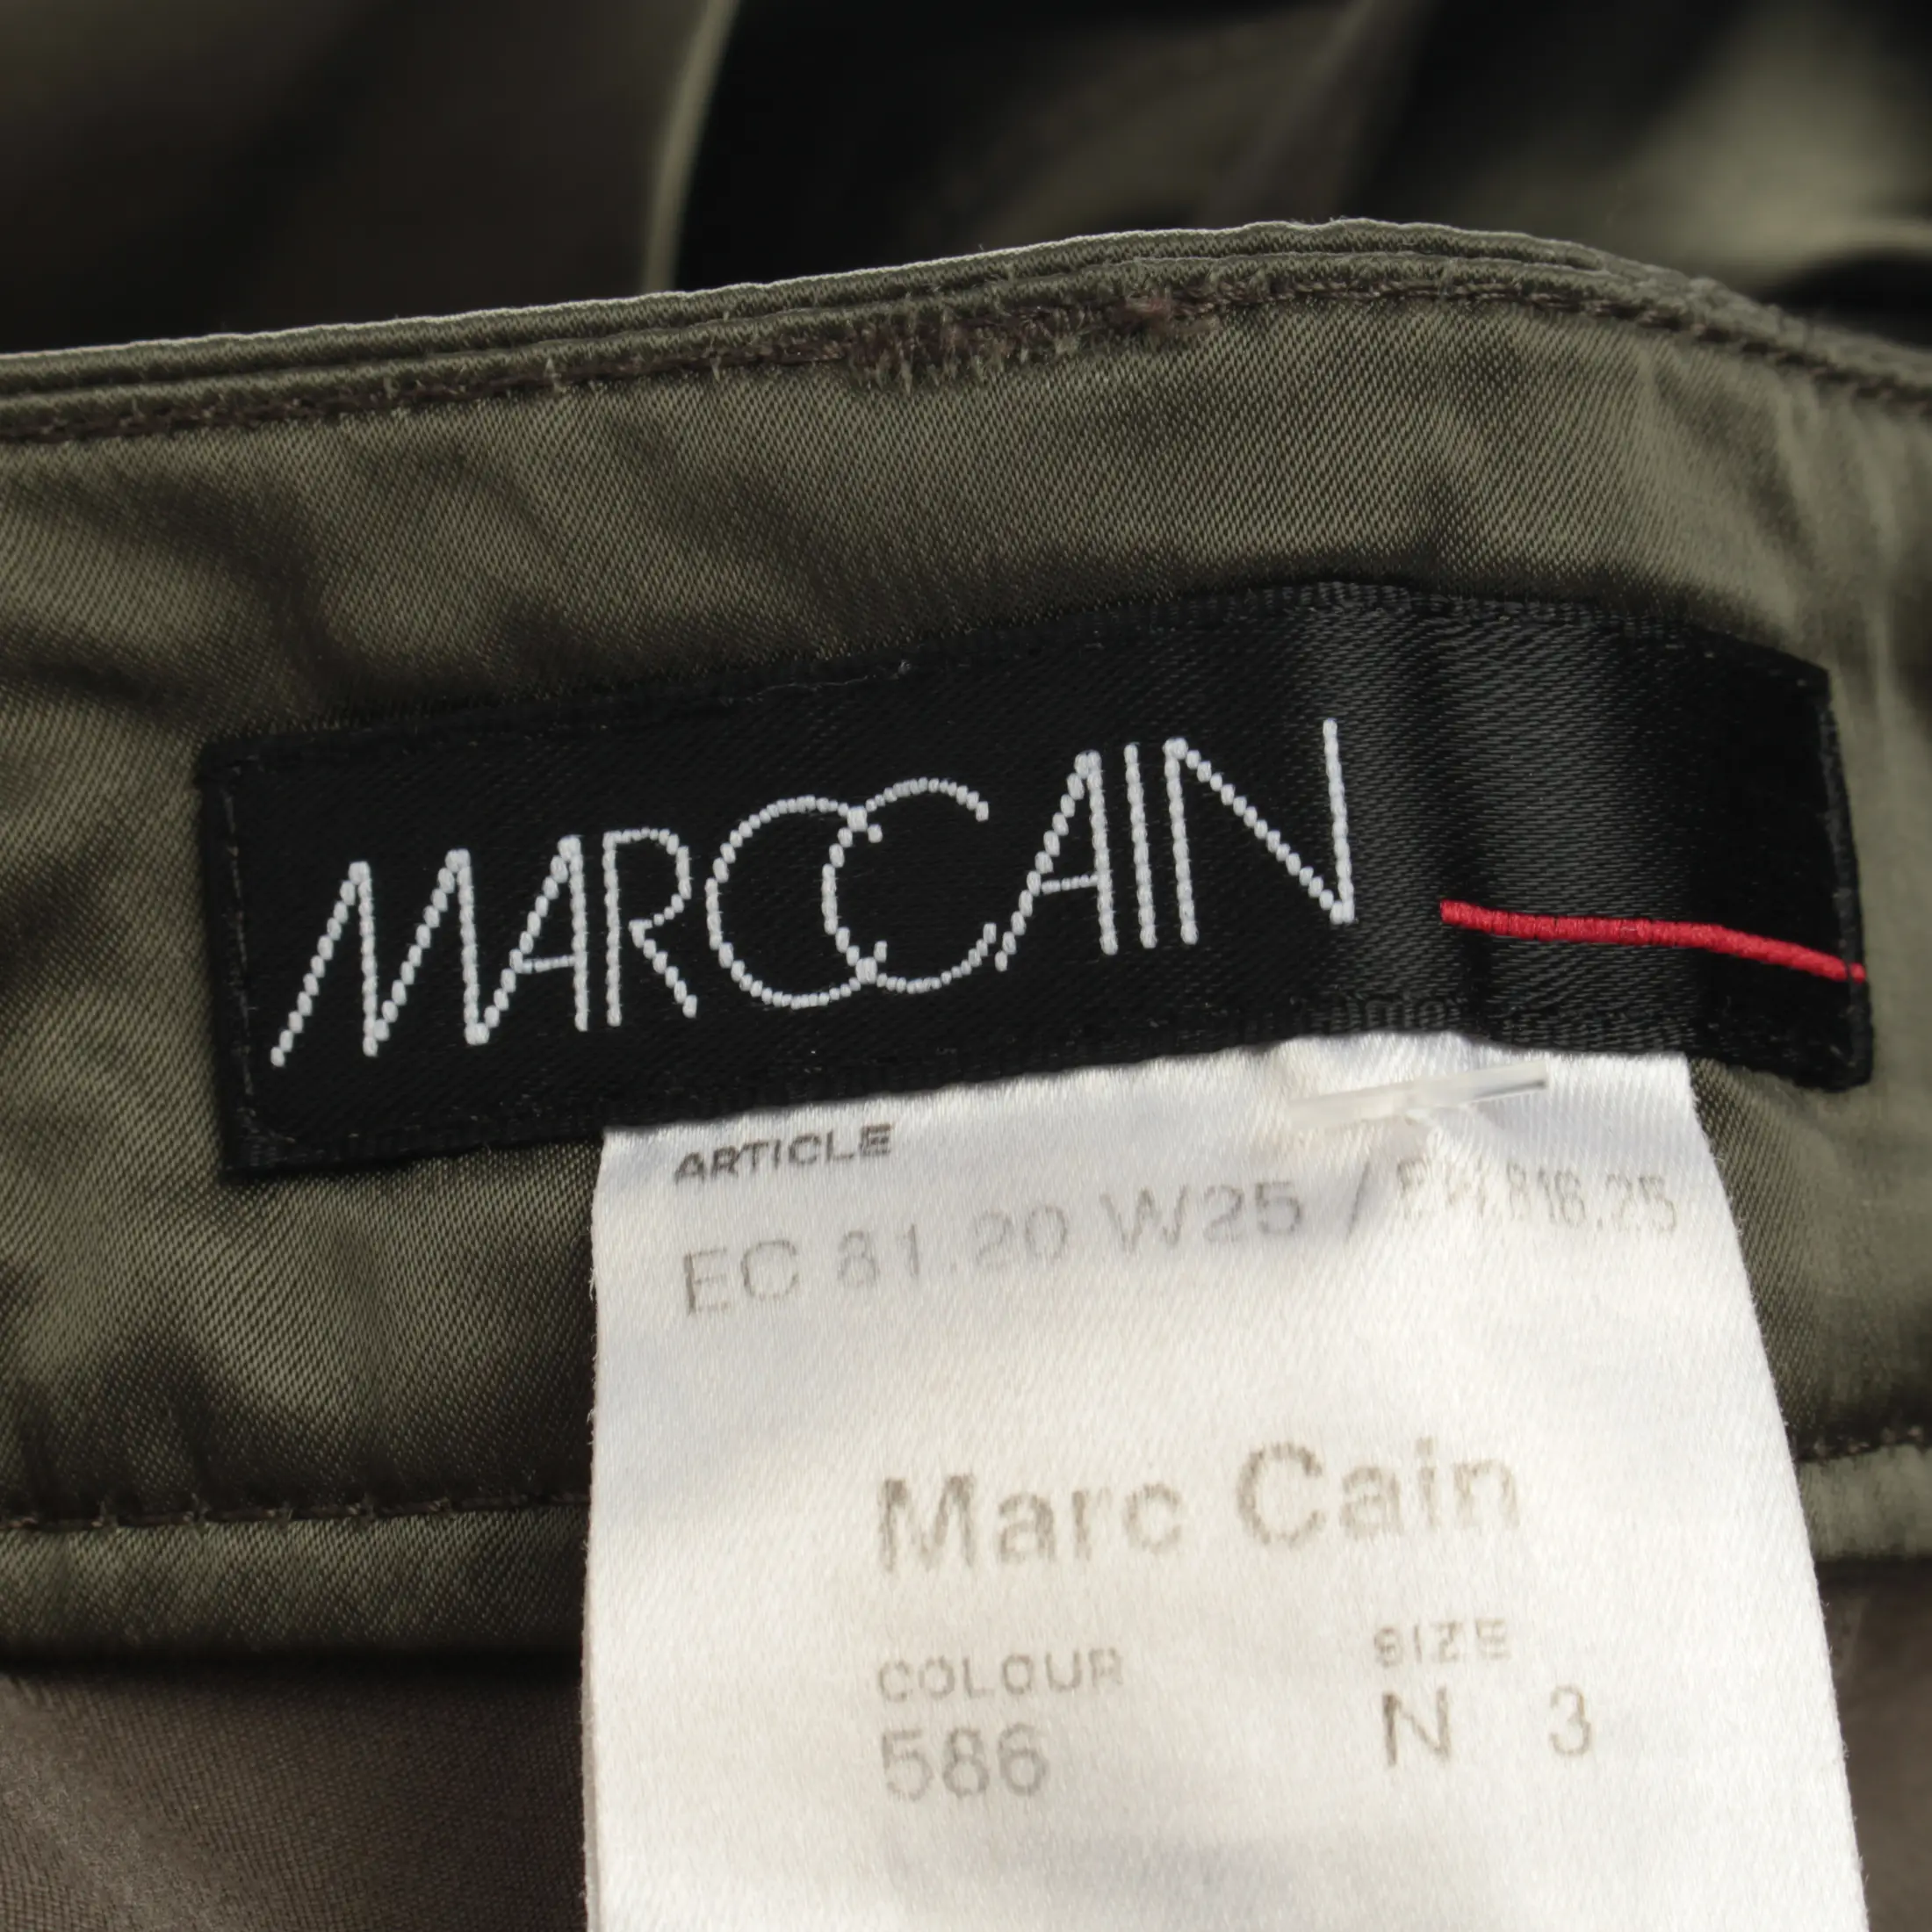 MARCCAIN
ARTICLE
EC 81.20 W25 /
Marc Cain
COLOUR SIZE
586 N 3